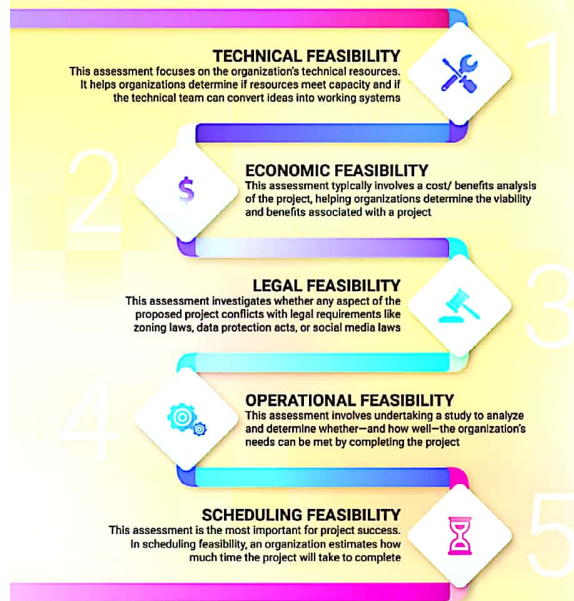 1
TECHNICAL FEASIBILITY
This assessment focuses on the organization's technical resources.
It helps organizations determine if resources meet capacity and if
the technical team can convert ideas into working systems
2
$
ECONOMIC FEASIBILITY
This assessment typically involves a cost/ benefits analysis
of the project, helping organizations determine the viability
and benefits associated with a project
3
LEGAL FEASIBILITY
This assessment investigates whether any aspect of the
proposed project conflicts with legal requirements like
zoning laws, data protection acts, or social media laws
4
OPERATIONAL FEASIBILITY
This assessment involves undertaking a study to analyze
and determine whether—and how well—the organization's
needs can be met by completing the project
5
SCHEDULING FEASIBILITY
This assessment is the most important for project success.
In scheduling feasibility, an organization estimates how
much time the project will take to complete